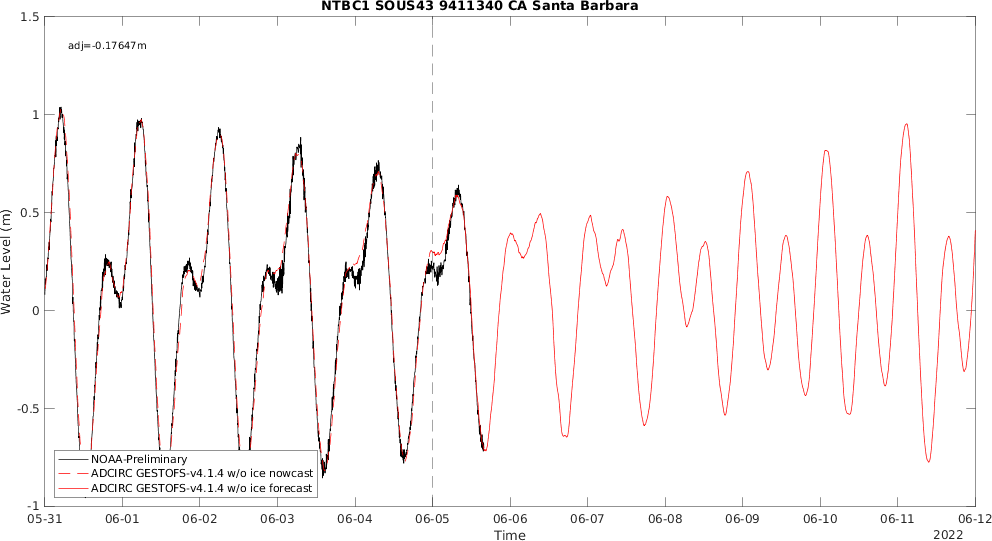 NTBC1 SOUS43 9411340 CA Santa Barbara
1.5
adj=-0.17647m
1
0.5
Water Level (m)
0
-0.5
NOAA-Preliminary
ADCIRC GESTOFS-v4.1.4 w/o ice nowcast
ADCIRC GESTOFS-v4.1.4 w/o ice forecast
-1
05-31 06-01 06-02 06-03 06-04 06-05 06-06 06-07 06-08 06-09 06-10 06-11 06-12
Time
2022